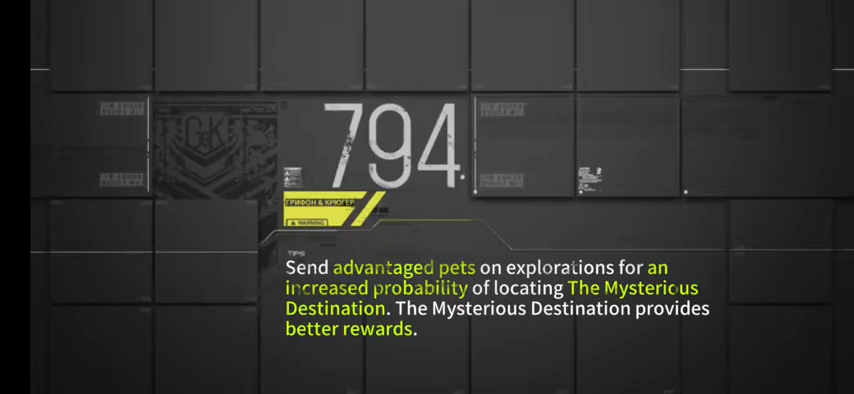 G&K
794.
ГРИФОН & КРЮГЕР
⚠ WARNING
TIPS
Send advantaged pets on explorations for an
increased probability of locating The Mysterious
Destination. The Mysterious Destination provides
better rewards.